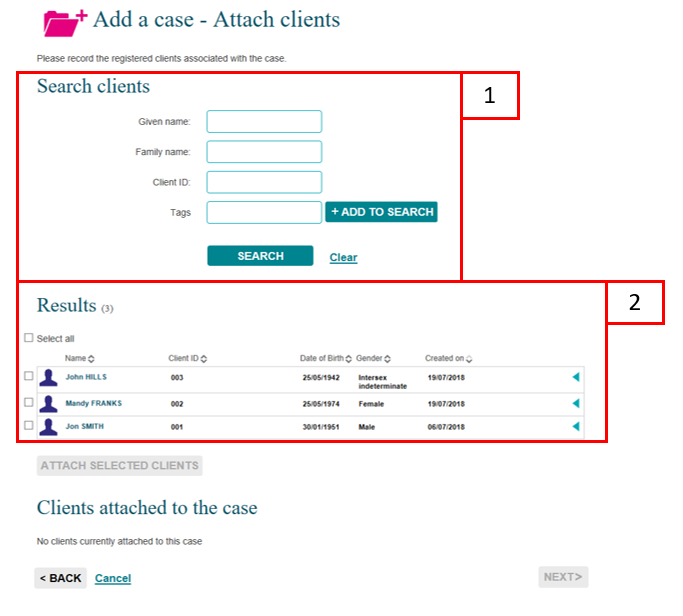 Add a case - Attach clients
Please record the registered clients associated with the case.
Search clients
1
Given name:
Family name:
Client ID:
Tags
+ ADD TO SEARCH
SEARCH
Clear
Results (3)
2
Select all
Name Client ID Date of Birth Gender Created on
John HILLS 003 25/05/1942 Intersex indeterminate 19/07/2018
Mandy FRANKS 002 25/05/1974 Female 19/07/2018
Jon SMITH 001 30/01/1951 Male 06/07/2018
ATTACH SELECTED CLIENTS
Clients attached to the case
No clients currently attached to this case
< BACK Cancel NEXT>